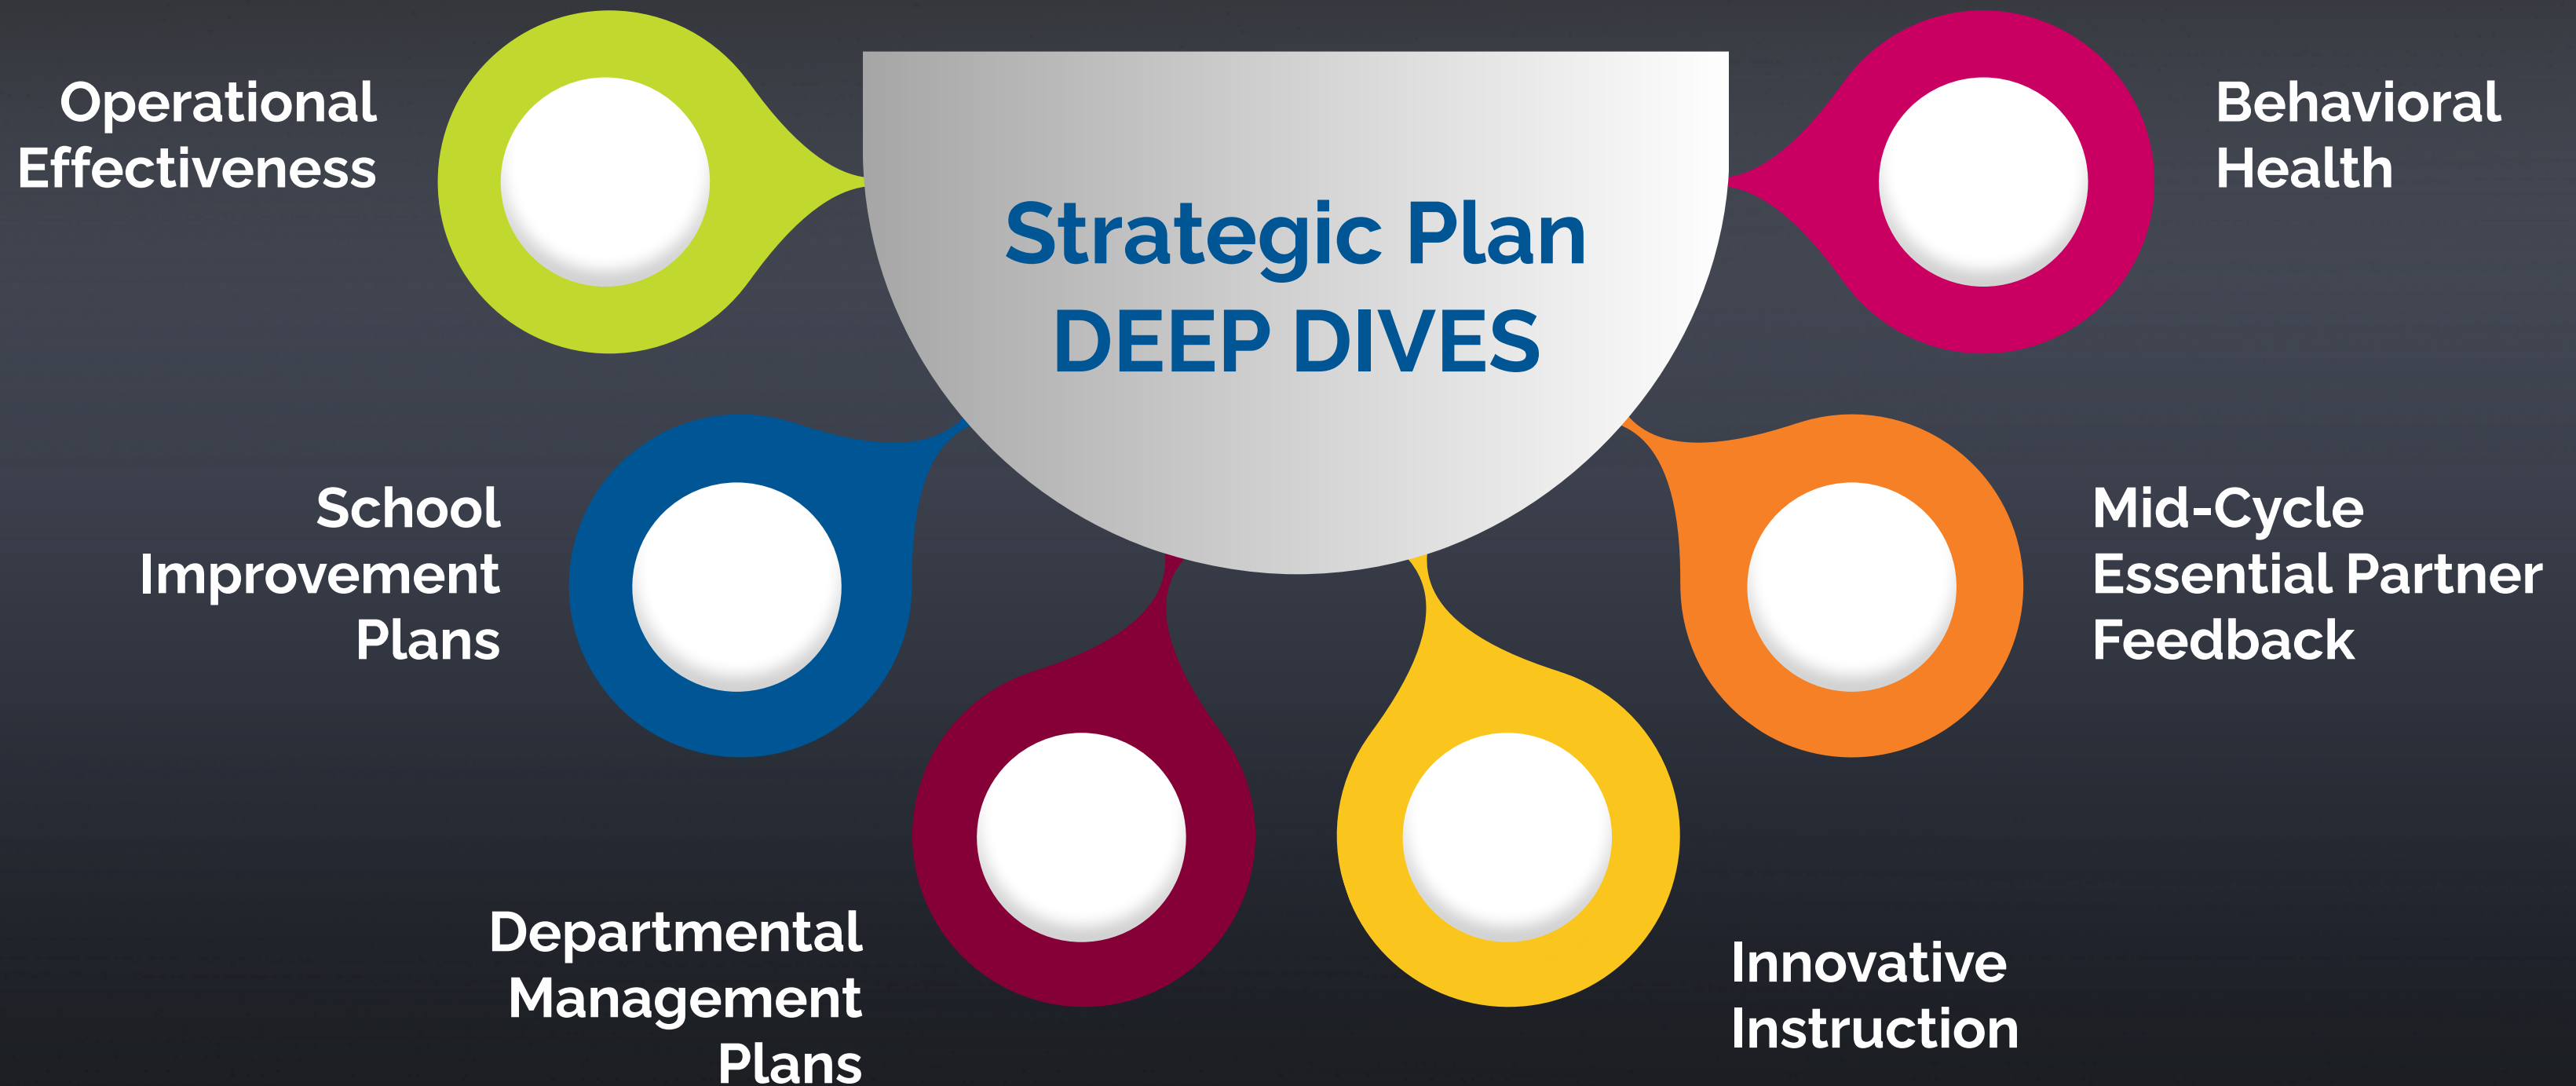 Strategic Plan
DEEP DIVES
Operational
Effectiveness
School
Improvement
Plans
Departmental
Management
Plans
Innovative
Instruction
Mid-Cycle
Essential Partner
Feedback
Behavioral
Health